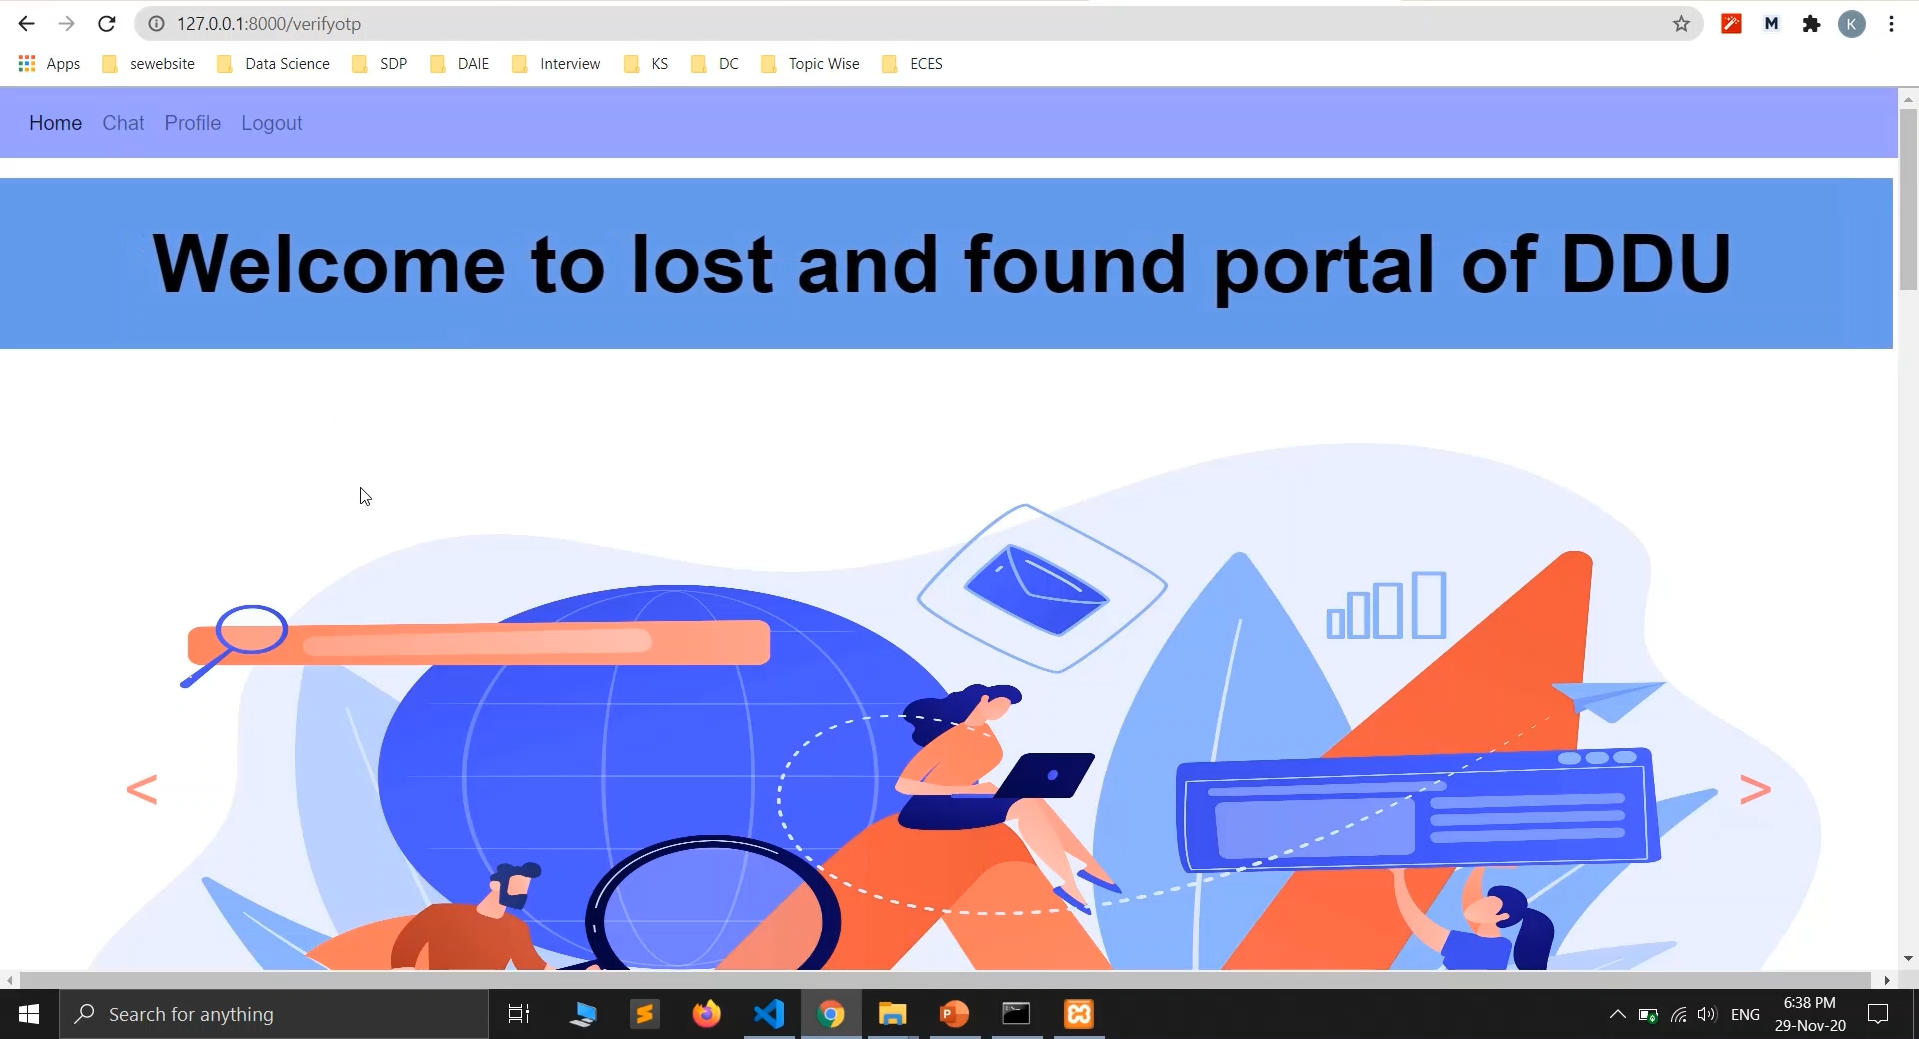 127.0.0.1:8000/verifyotp
M
K
Apps sewebsite Data Science SDP DAIE Interview KS DC Topic Wise ECES
Home Chat Profile Logout
Welcome to lost and found portal of DDU
<
>
Search for anything
P
ENG
6:38 PM
29-Nov-20